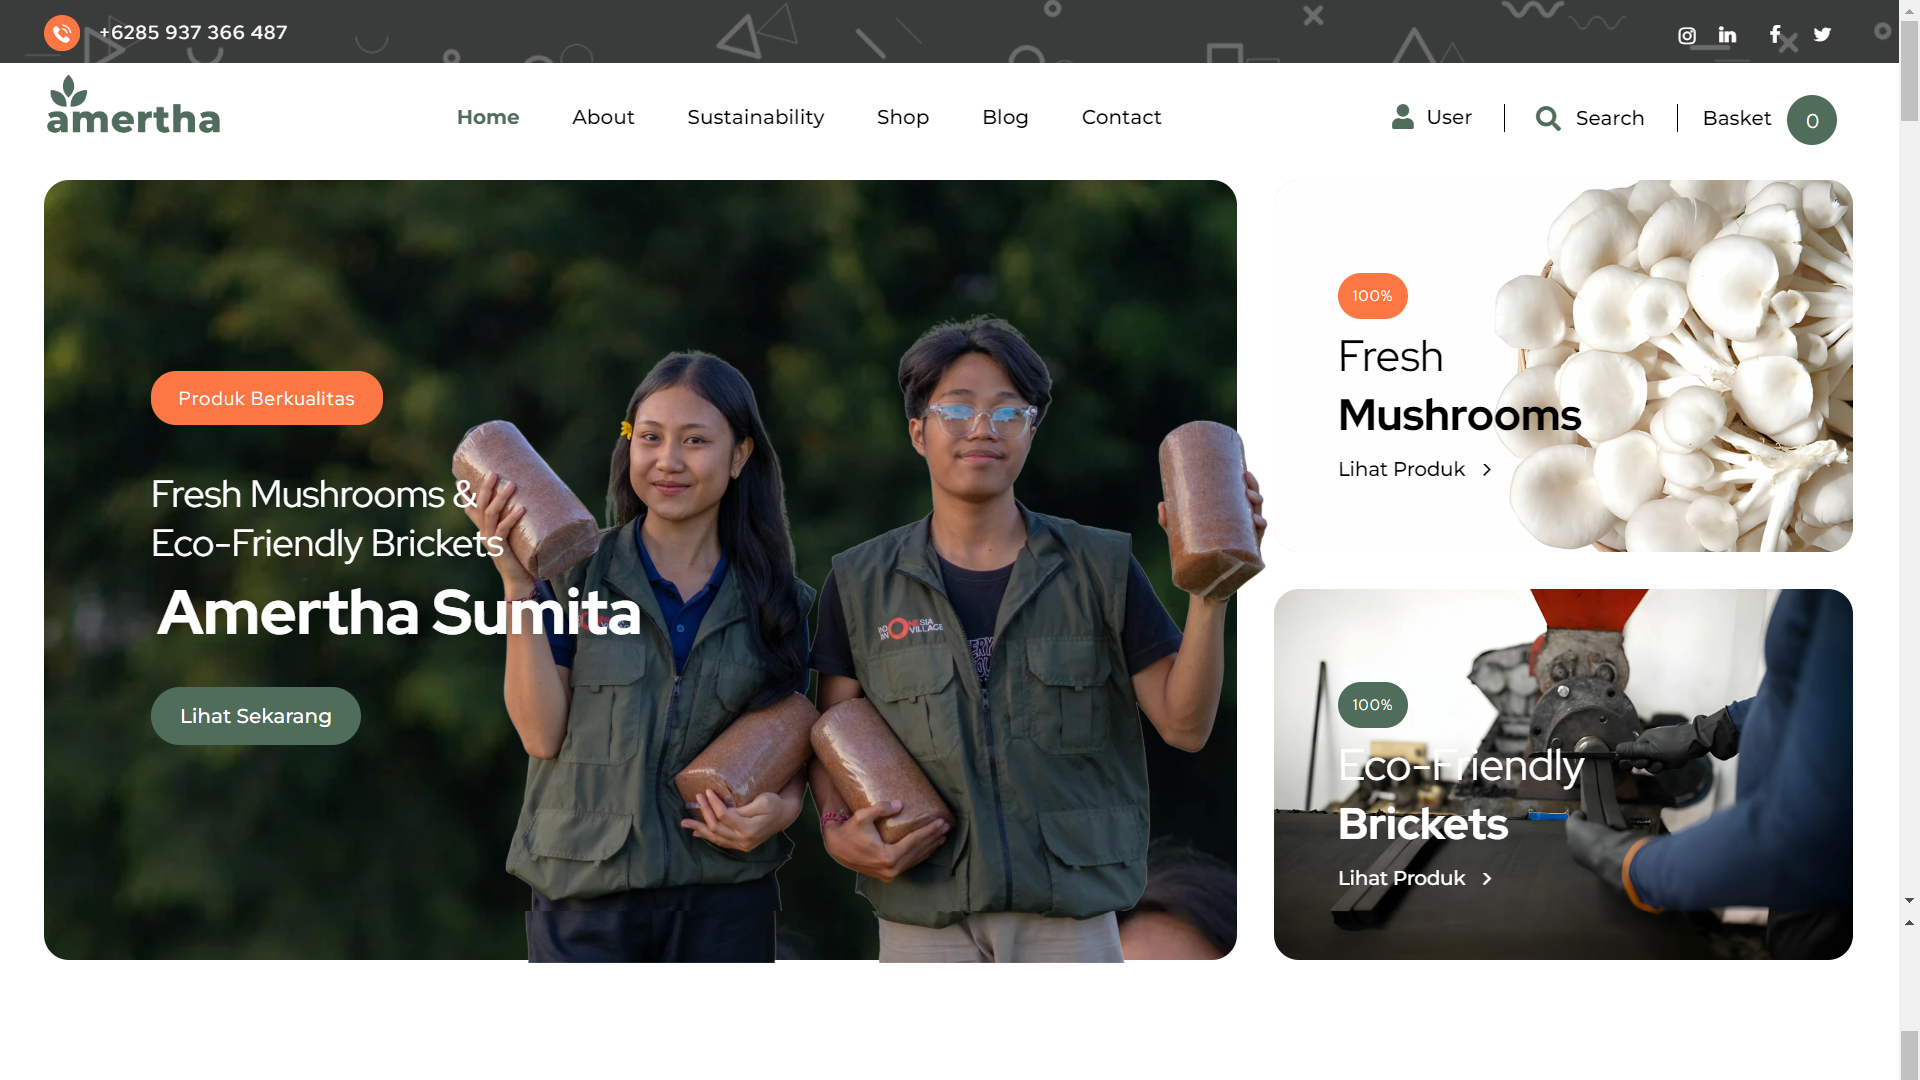 +6285 937 366 487
amertha
Home
About
Sustainability
Shop
Blog
Contact
User
Search
Basket
0
Produk Berkualitas
Fresh Mushrooms &
Eco-Friendly Brickets
Amertha Sumita
Lihat Sekarang
VILLAGE
100%
Fresh
Mushrooms
Lihat Produk
100%
Eco-Friendly
Brickets
Lihat Produk